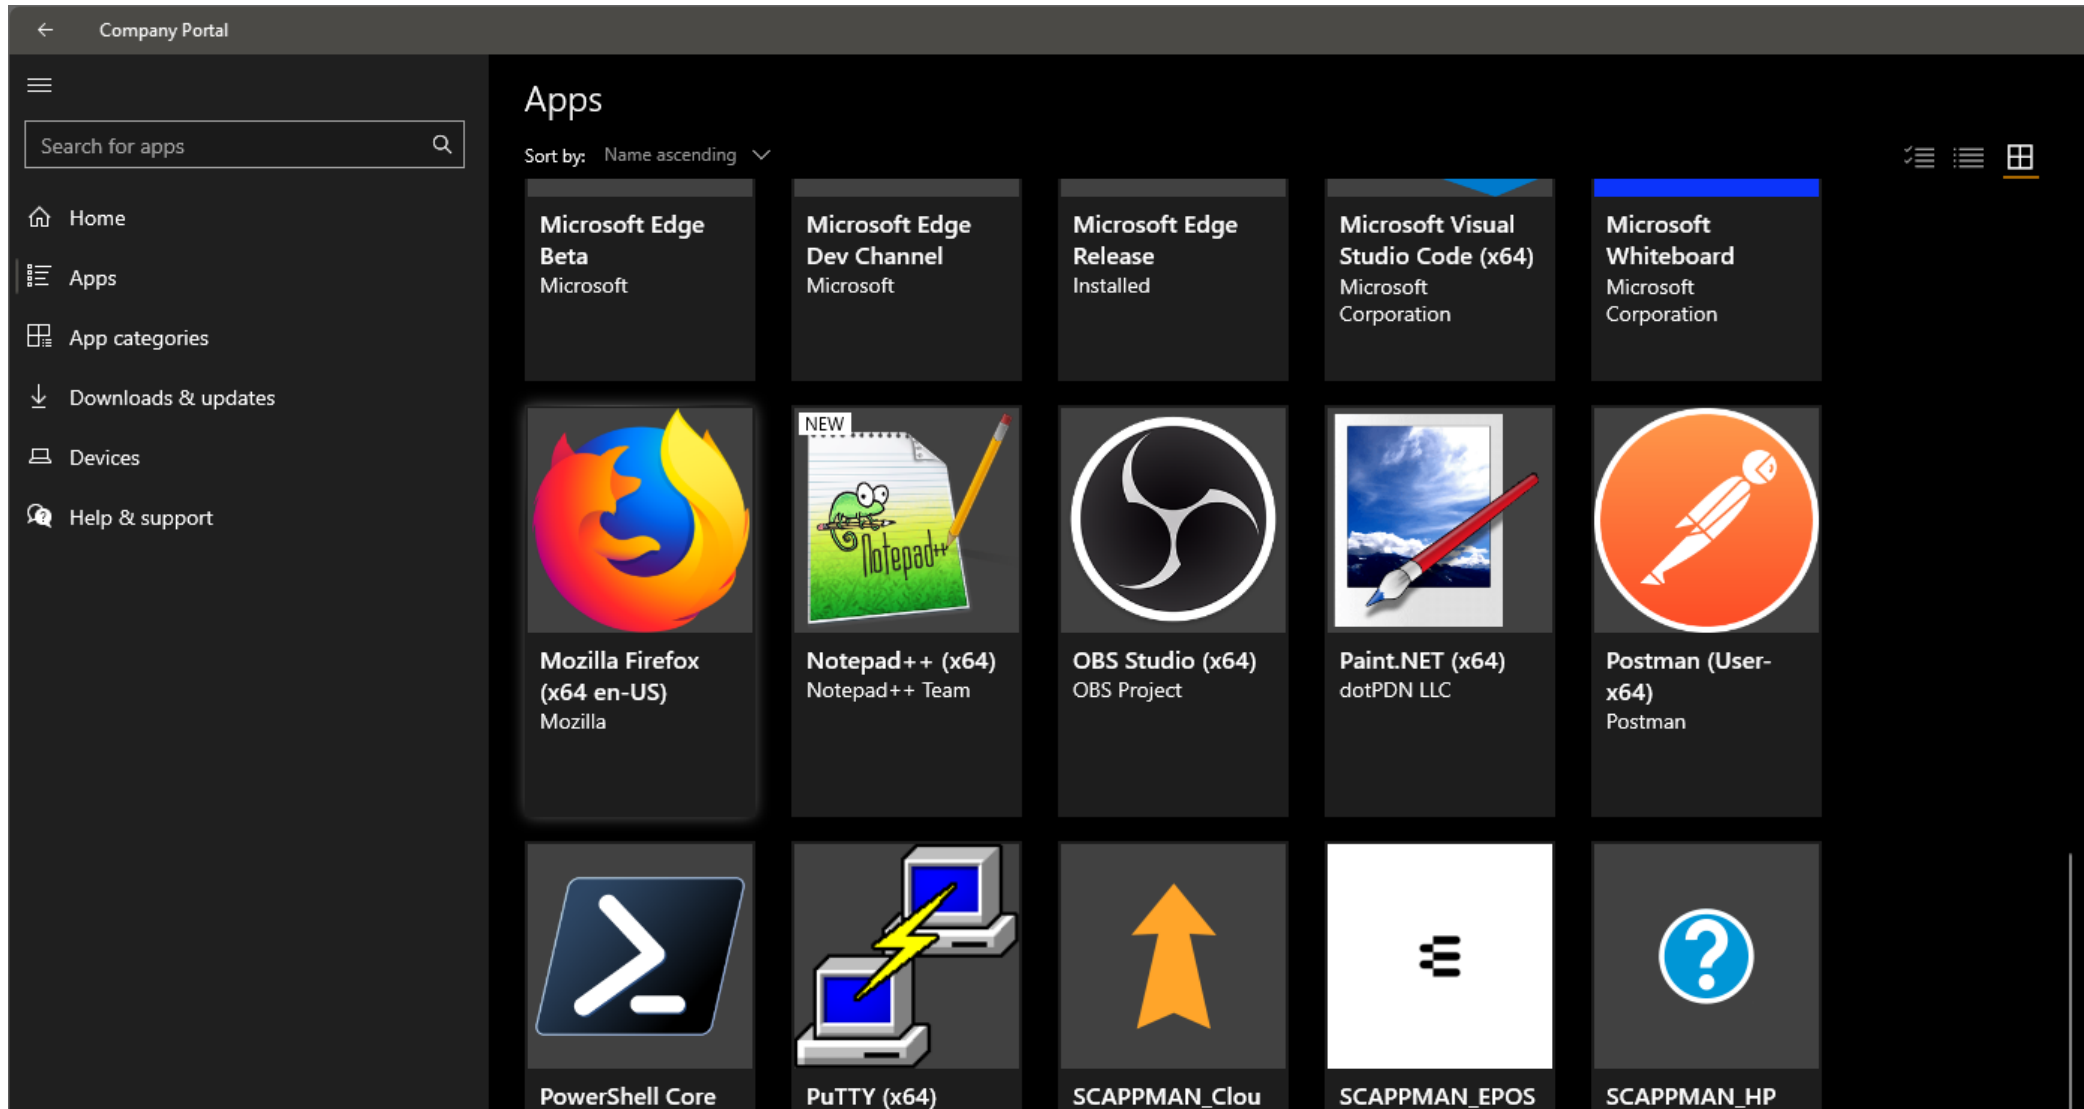 Company Portal
Search for apps
Home
Apps
App categories
Downloads & updates
Devices
Help & support
Apps
Sort by: Name ascending
Microsoft Edge
Beta
Microsoft
Microsoft Edge
Dev Channel
Microsoft
Microsoft Edge
Release
Installed
Microsoft Visual
Studio Code (x64)
Microsoft
Corporation
Microsoft
Whiteboard
Microsoft
Corporation
Mozilla Firefox
(x64 en-US)
Mozilla
NEW
Notepad++
Notepad++ (x64)
Notepad++ Team
OBS Studio (x64)
OBS Project
Paint.NET (x64)
dotPDN LLC
Postman (User-
x64)
Postman
PowerShell Core
PuTTY (x64)
SCAPPMAN_Clou
SCAPPMAN_EPOS
SCAPPMAN_HP